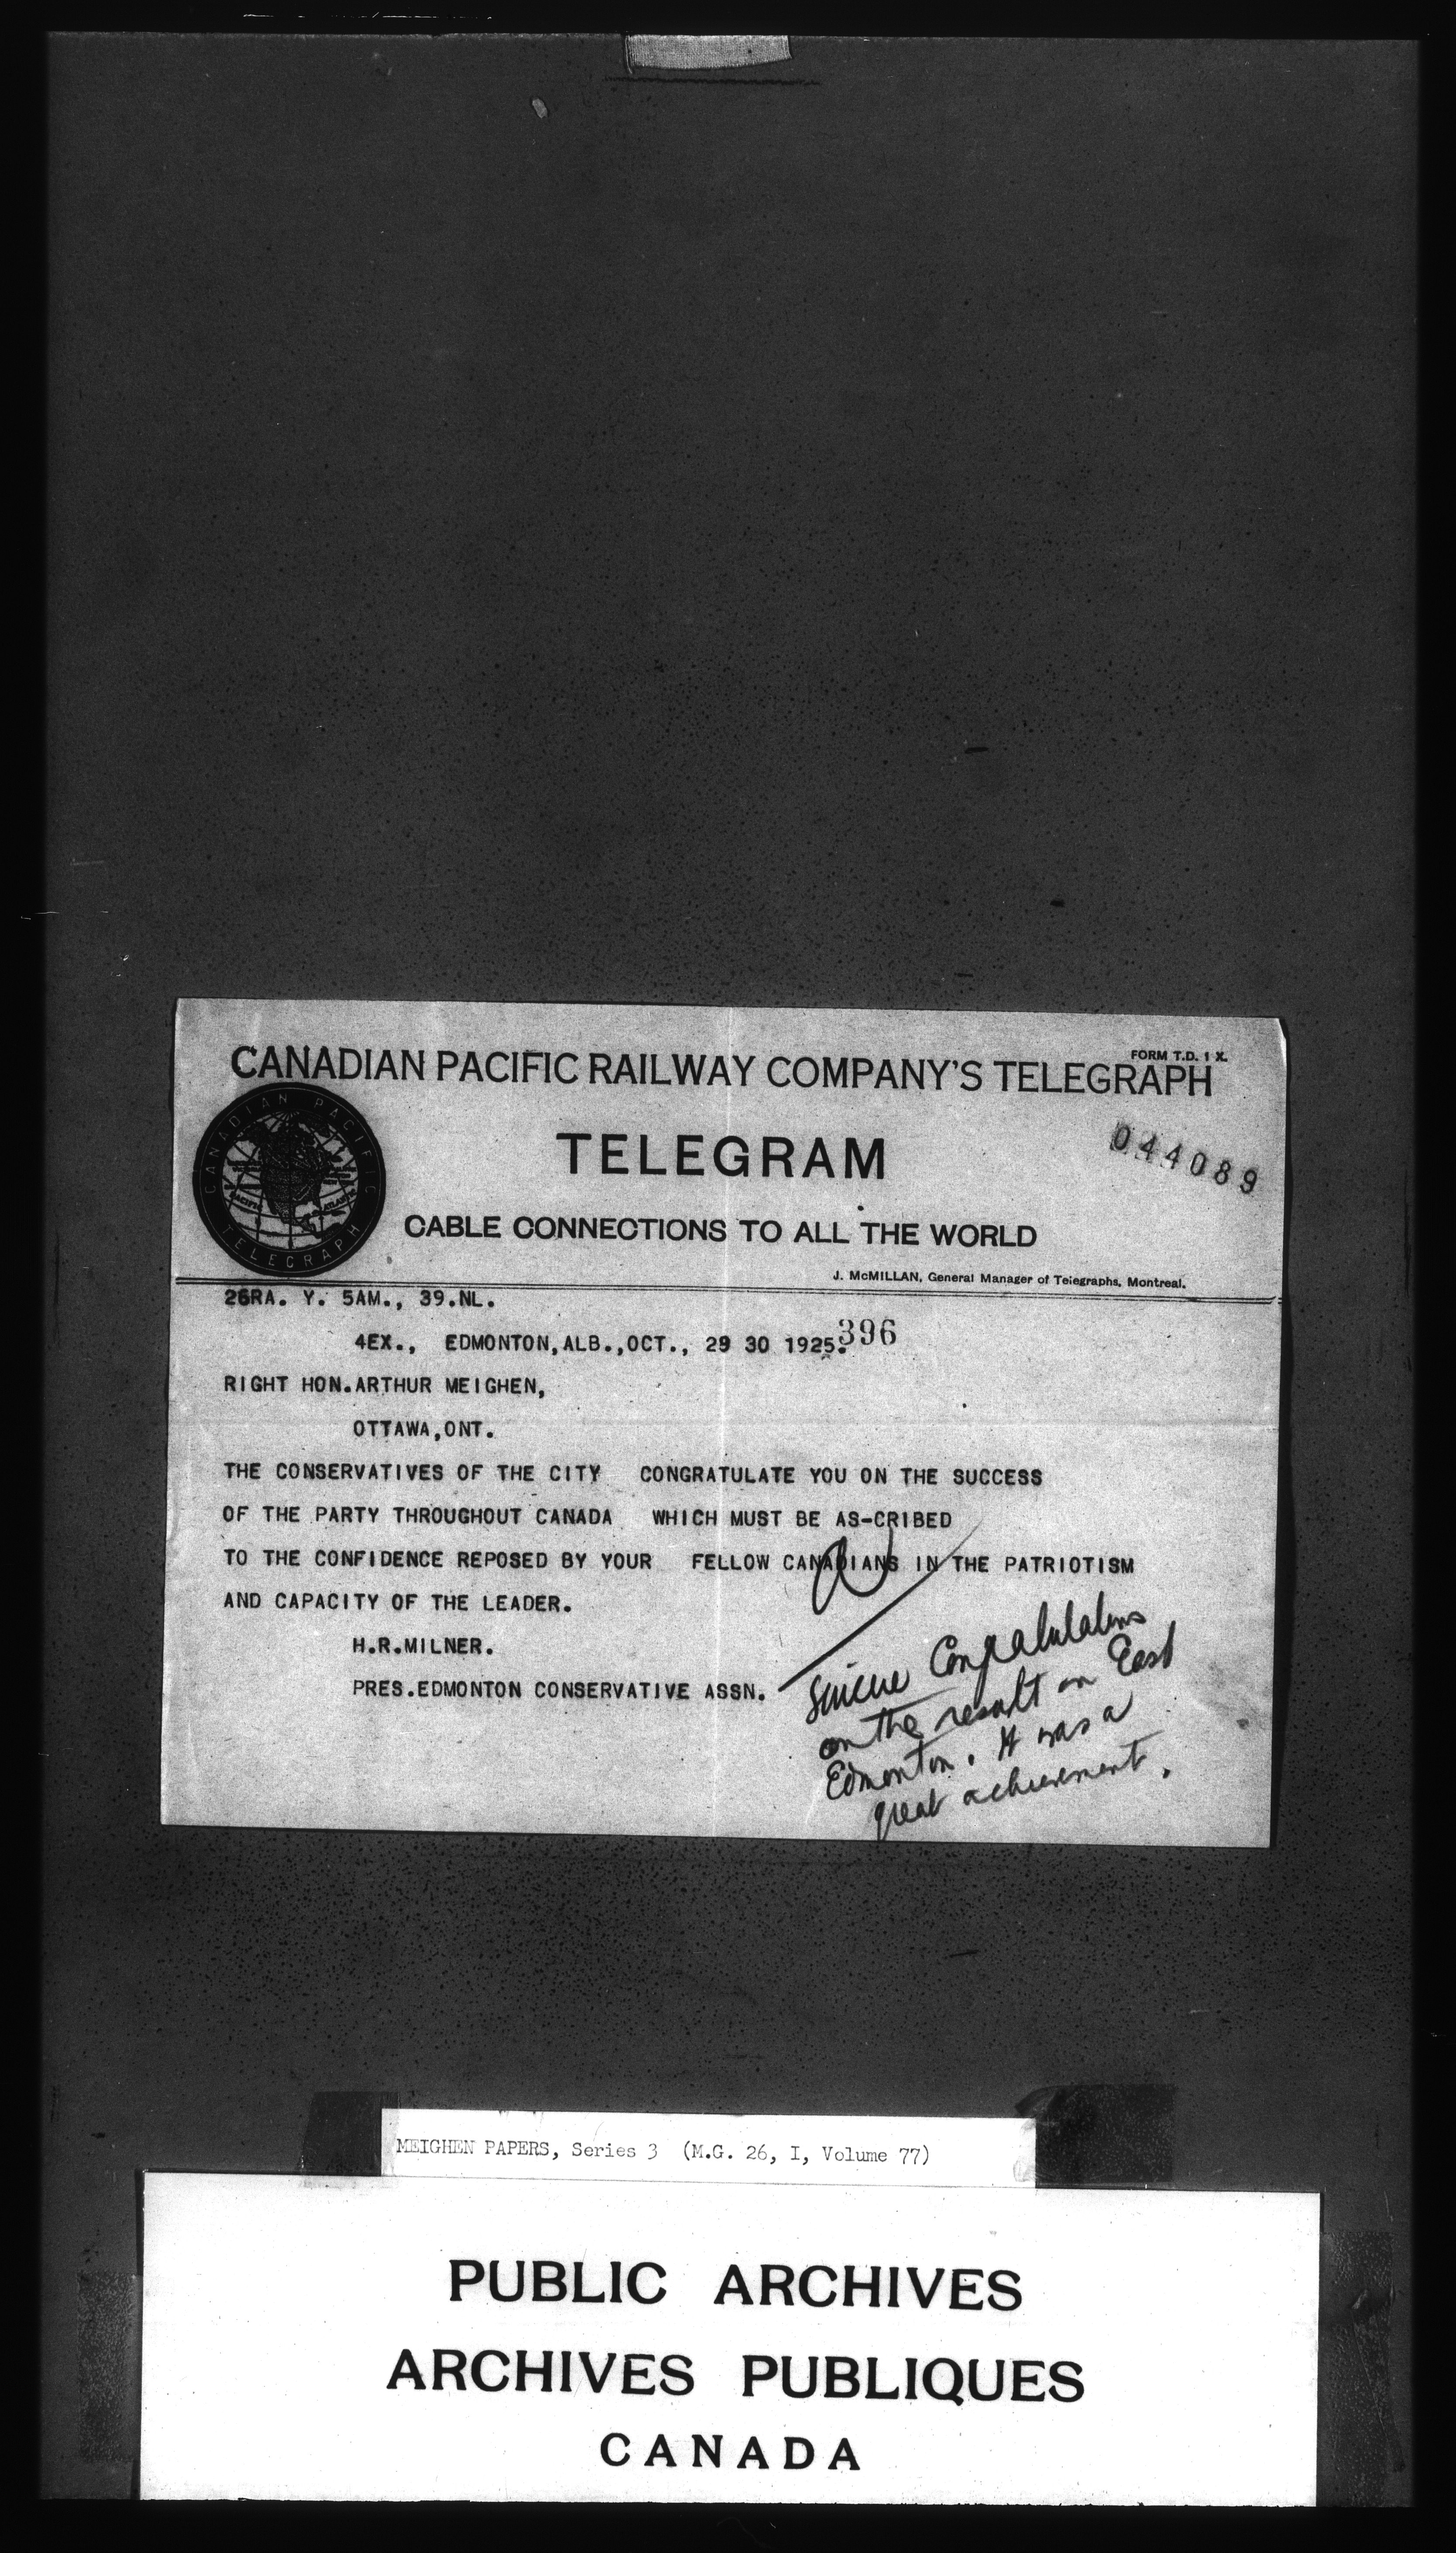 FORM T.D. 1 X.
CANADIAN PACIFIC RAILWAY COMPANY'S TELEGRAPH
CANADIAN PACIFIC
TELEGRAPH
PACIFIC
ATLANTIC
TELEGRAM
044089
CABLE CONNECTIONS TO ALL THE WORLD
J. McMILLAN, General Manager of Telegraphs, Montreal.
26RA. Y. 5AM., 39.NL.
4EX., EDMONTON,ALB.,OCT., 29 30 1925.
396
RIGHT HON.ARTHUR MEIGHEN,
OTTAWA,ONT.
THE CONSERVATIVES OF THE CITY CONGRATULATE YOU ON THE SUCCESS
OF THE PARTY THROUGHOUT CANADA WHICH MUST BE AS-CRIBED
TO THE CONFIDENCE REPOSED BY YOUR FELLOW CANADIANS IN THE PATRIOTISM
AND CAPACITY OF THE LEADER.
H.R.MILNER.
PRES.EDMONTON CONSERVATIVE ASSN.
Sincere Congratulations
on the result in East
Edmonton. It was a
great achievement.
MEIGHEN PAPERS, Series 3 (M.G. 26, I, Volume 77)
PUBLIC ARCHIVES
ARCHIVES PUBLIQUES
CANADA